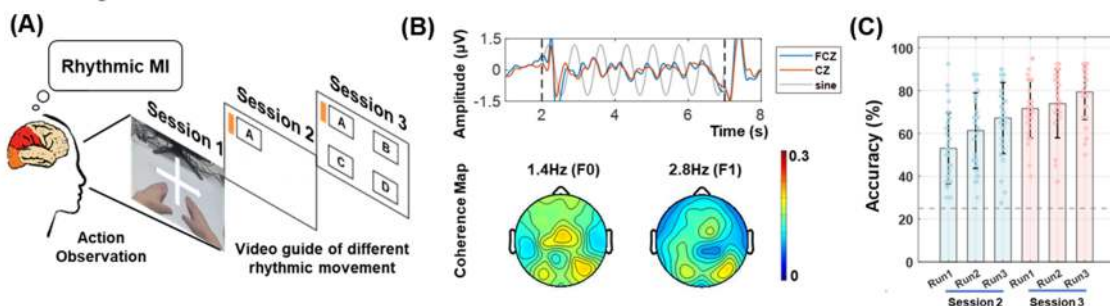 (A)
Rhythmic MI
Session 1
Session 2
Session 3
A
A
B
C
D
Action
Observation
Video guide of different
rhythmic movement
(B)
Amplitude (μV)
1.5
0
-1.5
2
4
6
8
Time (s)
FCZ
CZ
sine
Coherence Map
1.4Hz (F0)
2.8Hz (F1)
0.3
0
(C)
Accuracy (%)
100
80
60
40
20
0
Run1
Run2
Run3
Run1
Run2
Run3
Session 2
Session 3